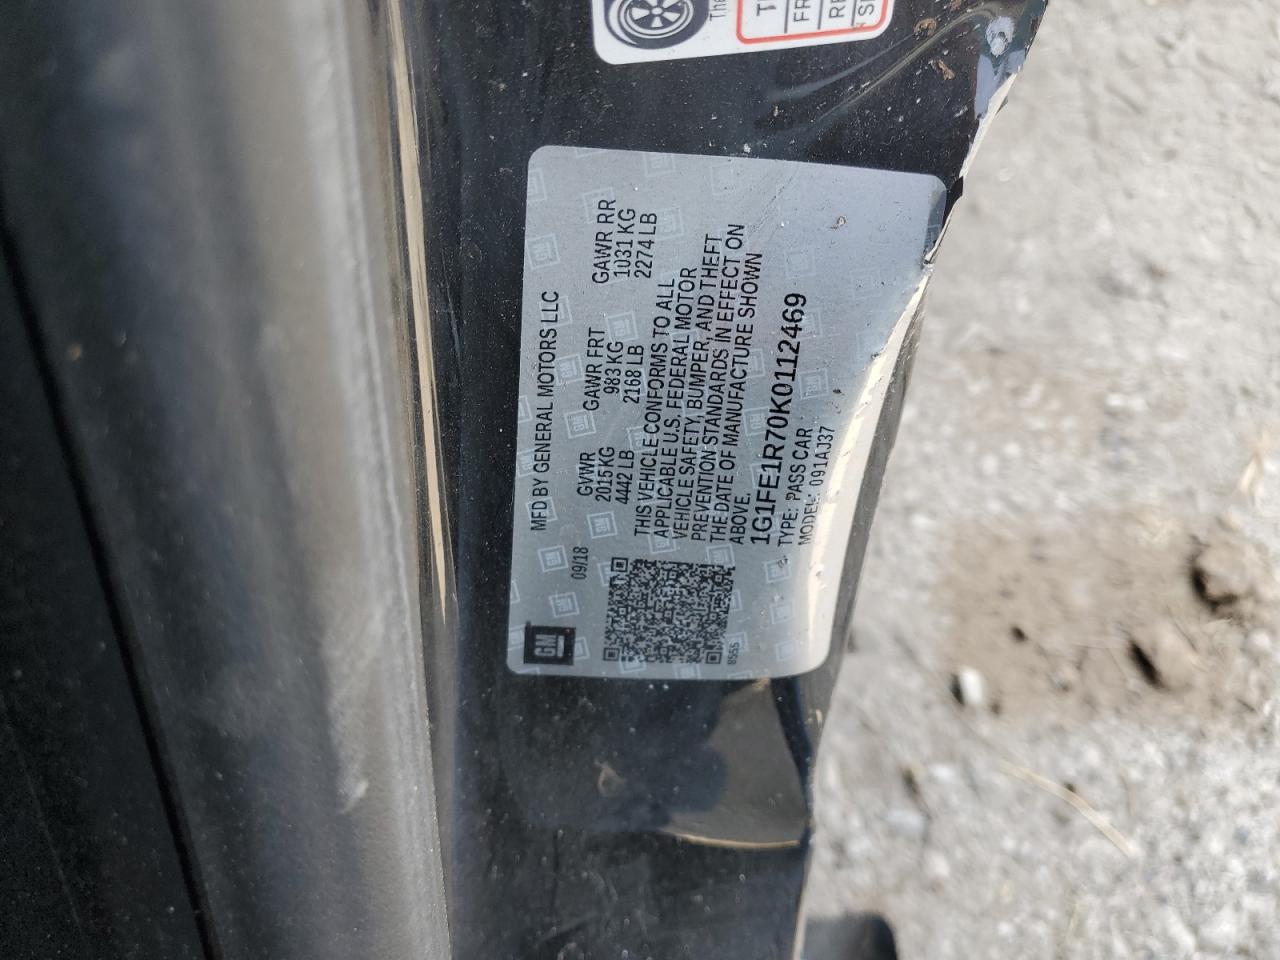 MFD BY GENERAL MOTORS LLC
09/18
GVWR GAWR FRT GAWR RR
2015 KG 983 KG 1031 KG
4442 LB 2168 LB 2274 LB
THIS VEHICLE CONFORMS TO ALL
APPLICABLE U.S. FEDERAL MOTOR
VEHICLE SAFETY, BUMPER, AND THEFT
PREVENTION STANDARDS IN EFFECT ON
THE DATE OF MANUFACTURE SHOWN
ABOVE.
1G1FE1R70K0112469
TYPE: PASS CAR
MODEL: 091AJ37
GM
The